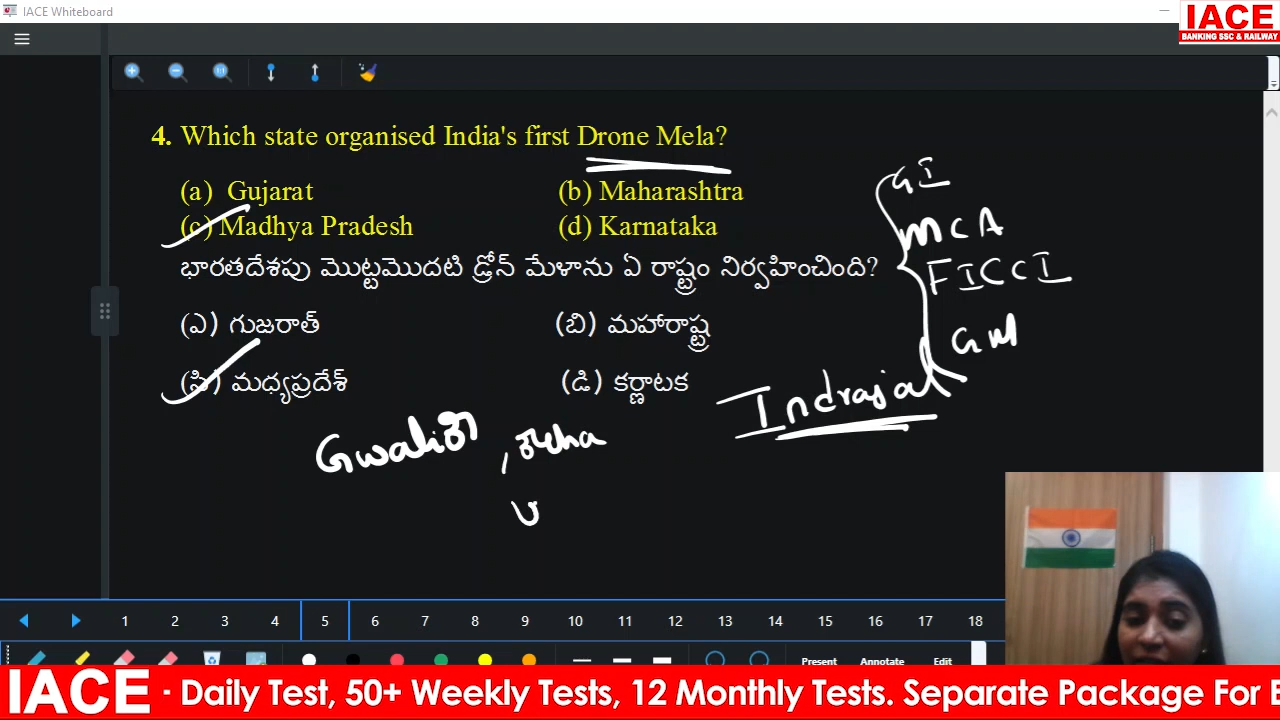 IACE Whiteboard
IACE
BANKING SSC & RAILWAY
4. Which state organised India's first Drone Mela?
(a) Gujarat (b) Maharashtra
(c) Madhya Pradesh (d) Karnataka
భారతదేశపు మొట్టమొదటి డ్రోన్ మేళాను ఏ రాష్ట్రం నిర్వహించింది?
(ఎ) గుజరాత్ (బి) మహారాష్ట్ర
(సి) మధ్యప్రదేశ్ (డి) కర్ణాటక
GI
MCA
FICCI
GM
Indrajal
Gwalior
1 2 3 4 5 6 7 8 9 10 11 12 13 14 15 16 17 18
Present Annotate Edit
IACE - Daily Test, 50+ Weekly Tests, 12 Monthly Tests. Separate Package For